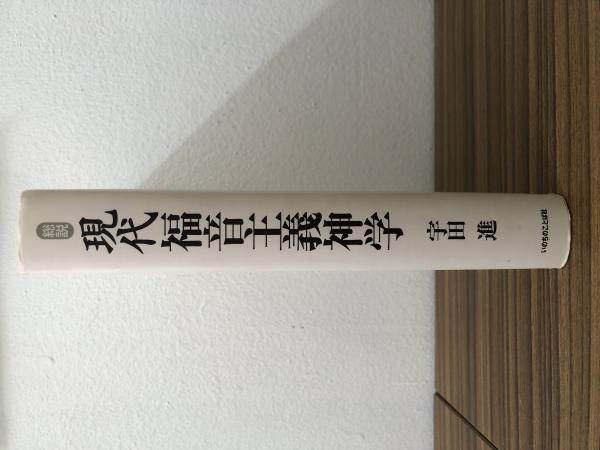 総説
現代福音主義神学
宇田 進
いのちのことば社